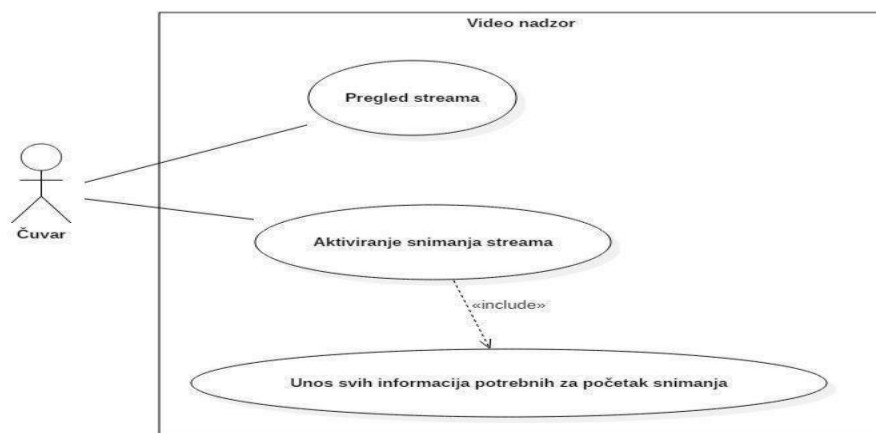 Video nadzor
Pregled streama
Čuvar
Aktiviranje snimanja streama
«include»
Unos svih informacija potrebnih za početak snimanja